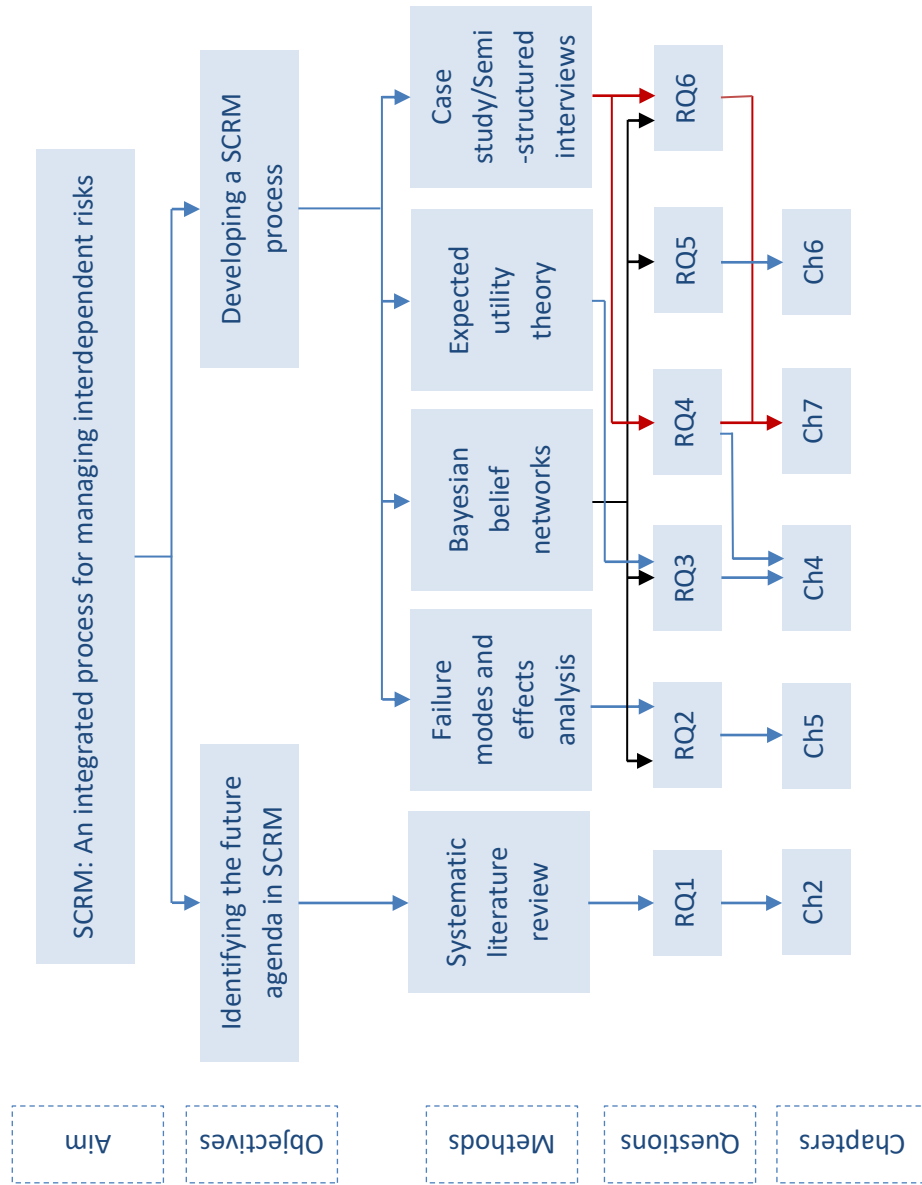 Aim
SCRM: An integrated process for managing interdependent risks
Objectives
Identifying the future
agenda in SCRM
Developing a SCRM
process
Methods
Systematic
literature
review
Failure
modes and
effects
analysis
Bayesian
belief
networks
Expected
utility
theory
Case
study/Semi
-structured
interviews
Questions
RQ1
RQ2
RQ3
RQ4
RQ5
RQ6
Chapters
Ch2
Ch5
Ch4
Ch7
Ch6